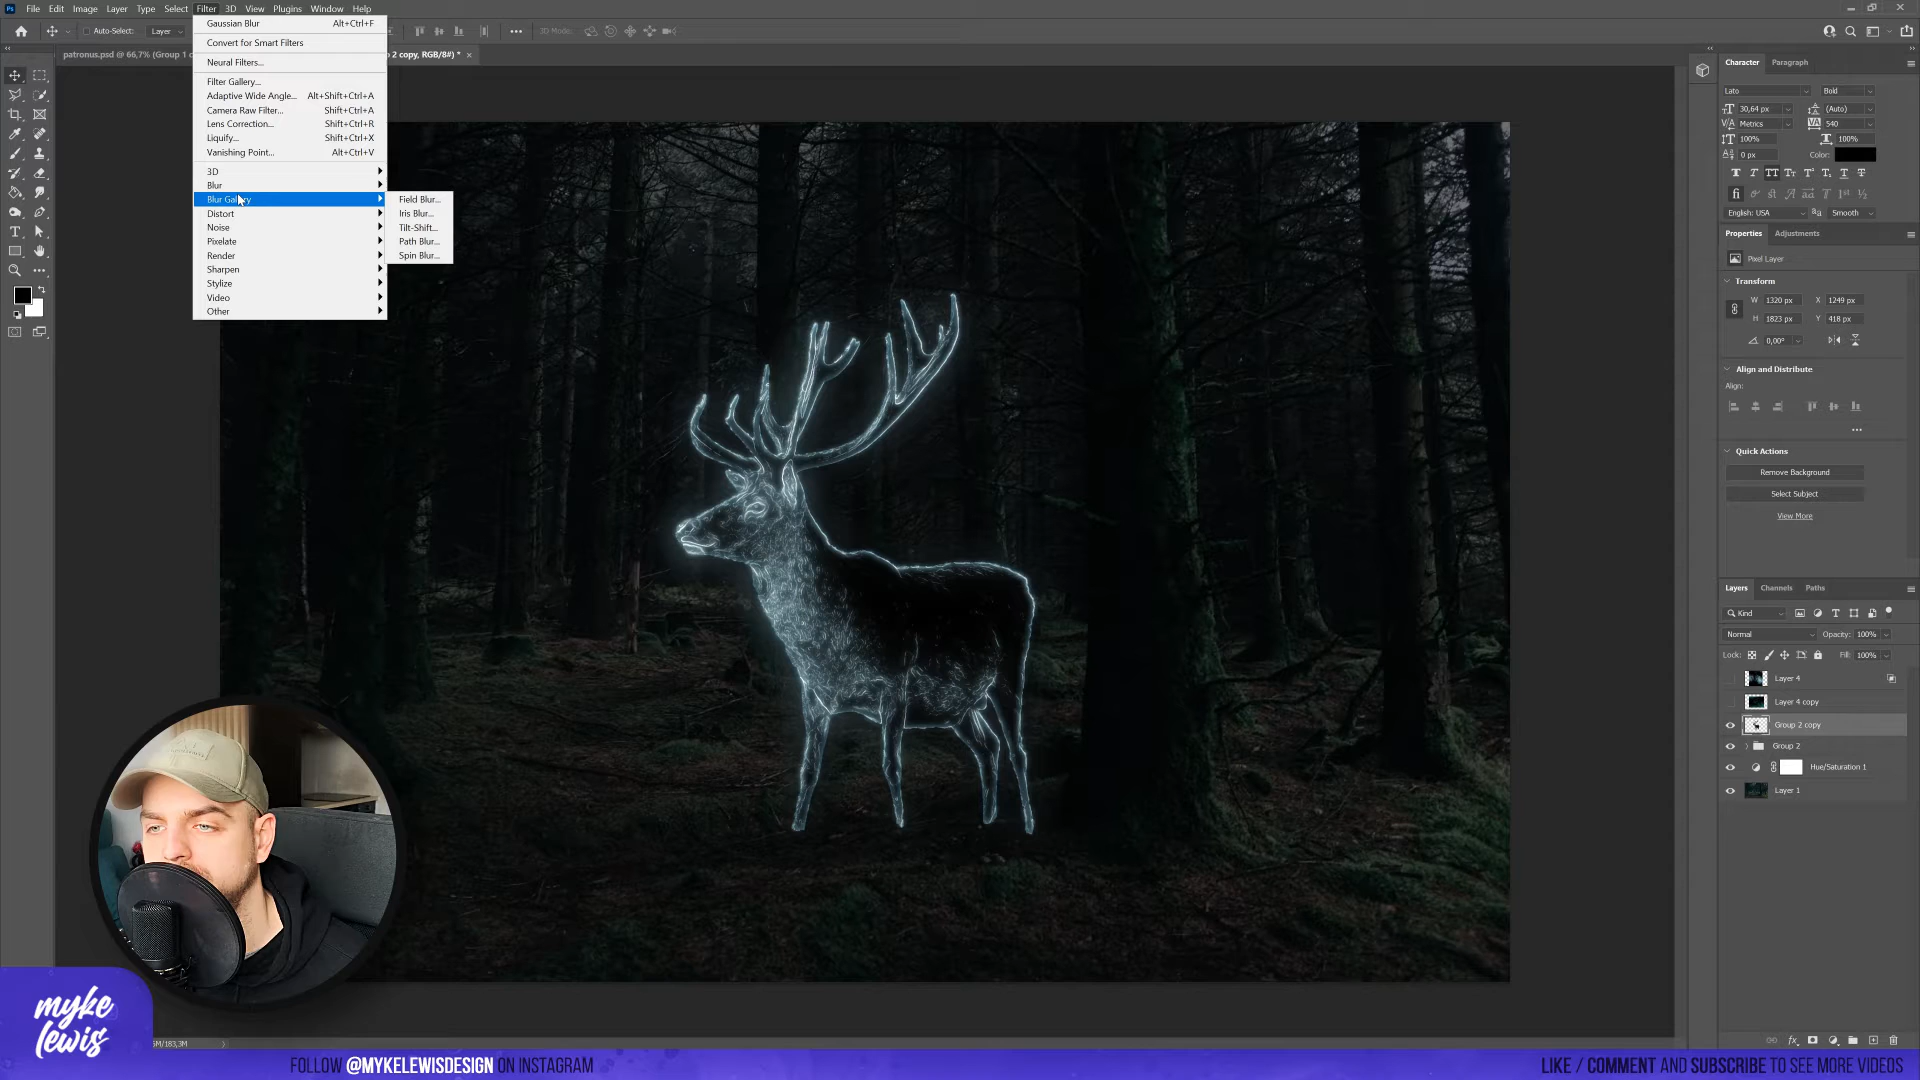 Ps File Edit Image Layer Type Select Filter 3D View Plugins Window Help
Auto-Select: Layer 3D Mode:
patronus.psd @ 66,7% (Group 1 c 2 copy, RGB/8#) *
Gaussian Blur Alt+Ctrl+F
Convert for Smart Filters
Neural Filters...
Filter Gallery...
Adaptive Wide Angle... Alt+Shift+Ctrl+A
Camera Raw Filter... Shift+Ctrl+A
Lens Correction... Shift+Ctrl+R
Liquify... Shift+Ctrl+X
Vanishing Point... Alt+Ctrl+V
3D
Blur
Blur Gallery
Distort
Noise
Pixelate
Render
Sharpen
Stylize
Video
Other
Field Blur...
Iris Blur...
Tilt-Shift...
Path Blur...
Spin Blur...
Character Paragraph
Lato Bold
30,64 px (Auto)
Metrics 540
100% 100%
0 px Color:
English: USA aa Smooth
Properties Adjustments
Pixel Layer
Transform
W 1320 px X 1249 px
H 1823 px Y 418 px
0,00°
Align and Distribute
Align:
Quick Actions
Remove Background
Select Subject
View More
Layers Channels Paths
Kind
Normal Opacity: 100%
Lock: Fill: 100%
Layer 4
Layer 4 copy
Group 2 copy
Group 2
Hue/Saturation 1
Layer 1
myke
lewis
M/183,3M
FOLLOW @MYKELEWISDESIGN ON INSTAGRAM
LIKE / COMMENT AND SUBSCRIBE TO SEE MORE VIDEOS